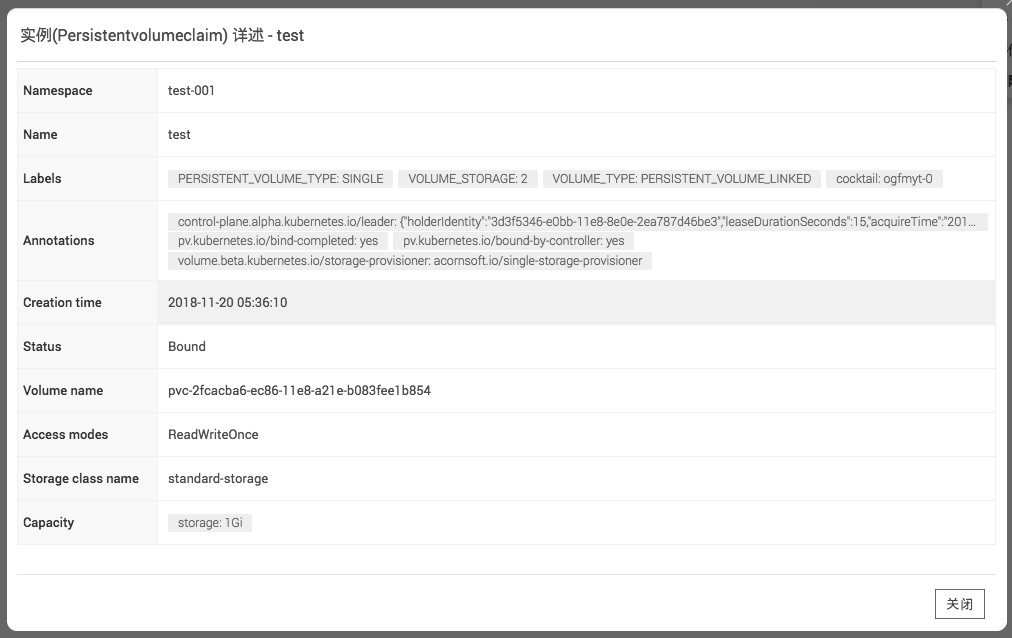 实例(Persistentvolumeclaim) 详述 - test
Namespace test-001
Name test
Labels PERSISTENT_VOLUME_TYPE: SINGLE VOLUME_STORAGE: 2 VOLUME_TYPE: PERSISTENT_VOLUME_LINKED cocktail: ogfmyt-0
control-plane.alpha.kubernetes.io/leader: {"holderIdentity":"3d3f5346-e0bb-11e8-8e0e-2ea787d46be3","leaseDurationSeconds":15,"acquireTime":"201...
Annotations pv.kubernetes.io/bind-completed: yes pv.kubernetes.io/bound-by-controller: yes
volume.beta.kubernetes.io/storage-provisioner: acornsoft.io/single-storage-provisioner
Creation time 2018-11-20 05:36:10
Status Bound
Volume name pvc-2fcacba6-ec86-11e8-a21e-b083fee1b854
Access modes ReadWriteOnce
Storage class name standard-storage
Capacity storage: 1Gi
关闭